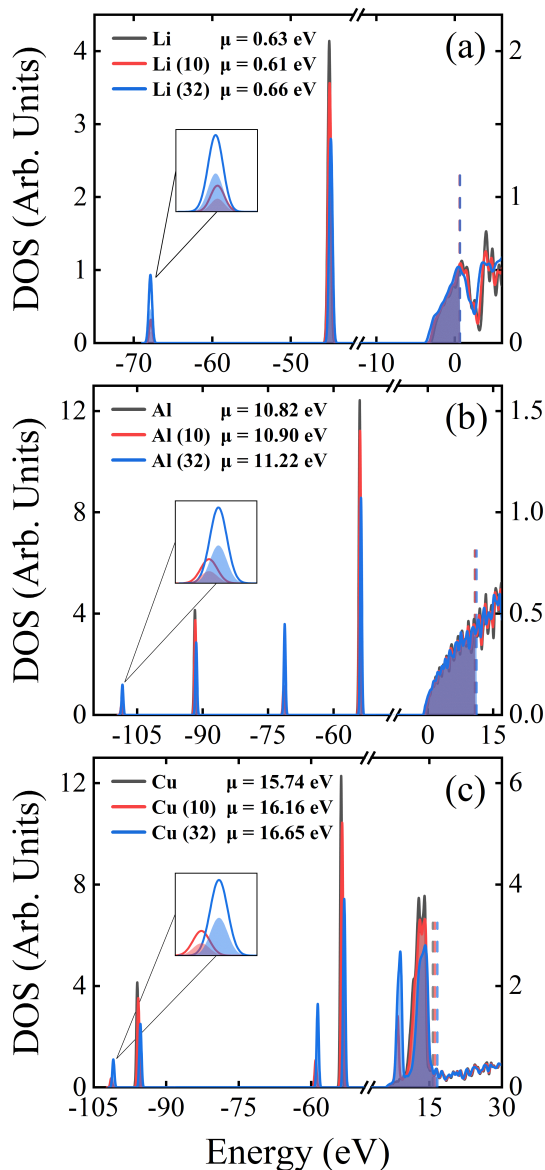 (a)
Li μ = 0.63 eV
Li (10) μ = 0.61 eV
Li (32) μ = 0.66 eV
DOS (Arb. Units)
4
3
2
1
0
2
1
0
-70 -60 -50 -10 0
(b)
Al μ = 10.82 eV
Al (10) μ = 10.90 eV
Al (32) μ = 11.22 eV
DOS (Arb. Units)
12
8
4
0
1.5
1.0
0.5
0.0
-105 -90 -75 -60 0 15
(c)
Cu μ = 15.74 eV
Cu (10) μ = 16.16 eV
Cu (32) μ = 16.65 eV
DOS (Arb. Units)
12
8
4
0
6
4
2
0
-105 -95 -85 -75 -65 -55 15 30
Energy (eV)